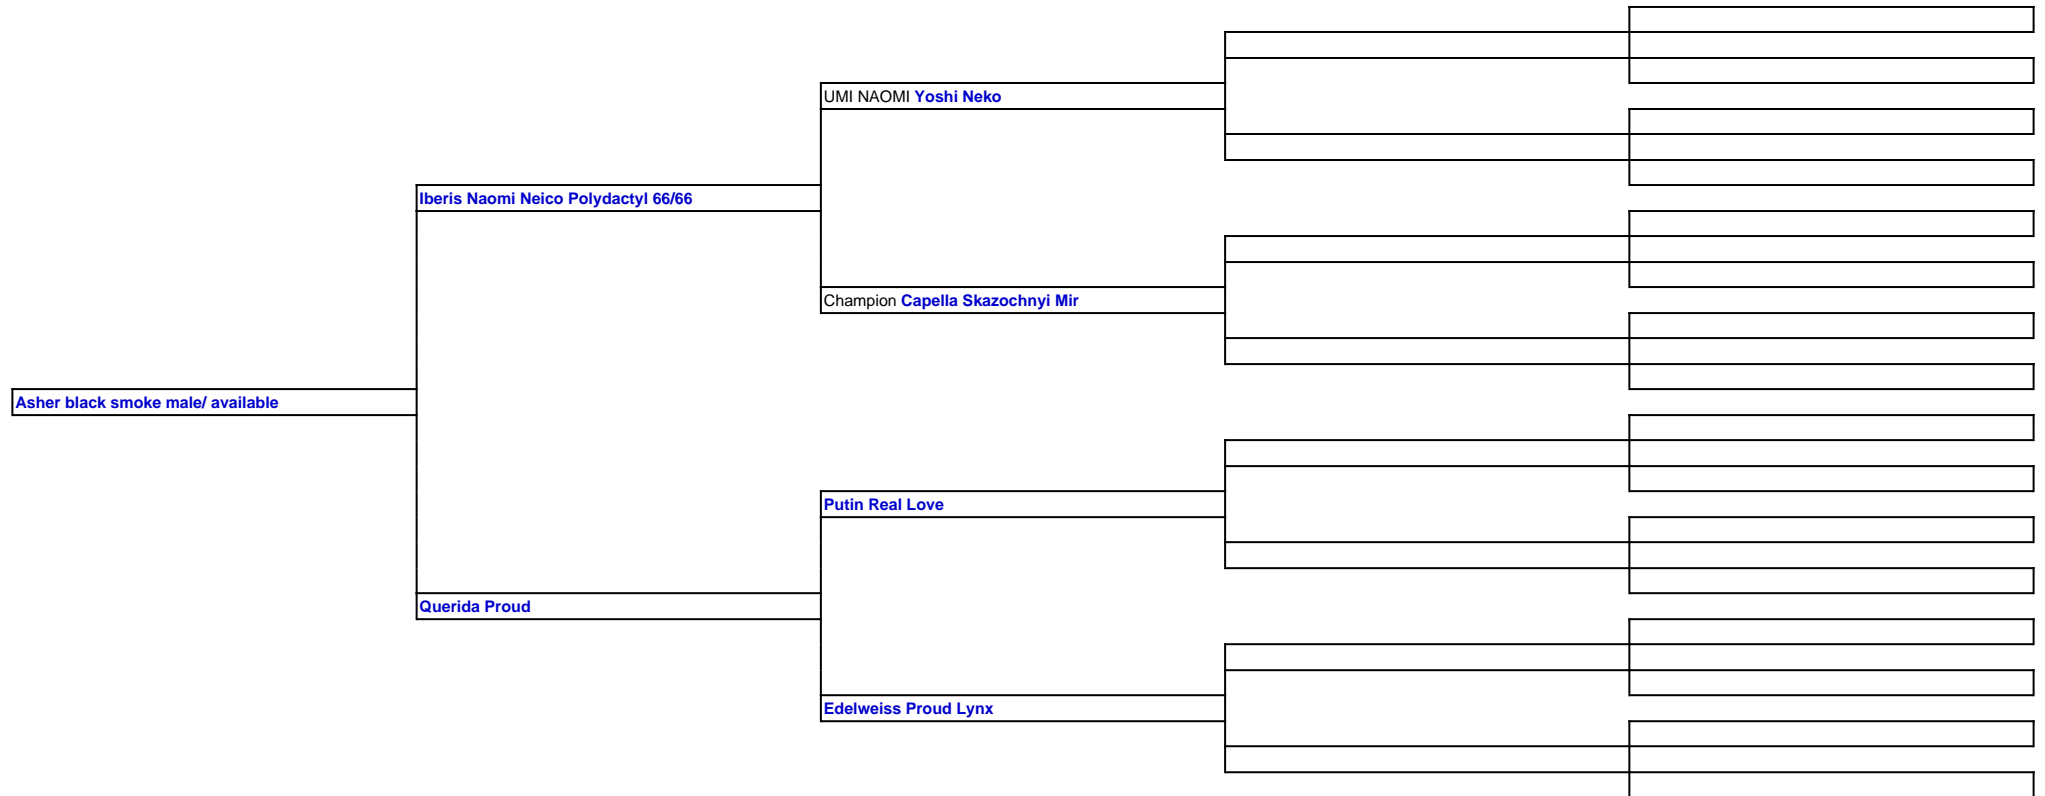 UMI NAOMI Yoshi Neko
Iberis Naomi Neico Polydactyl 66/66
Champion Capella Skazochnyi Mir
Asher black smoke male/ available
Putin Real Love
Querida Proud
Edelweiss Proud Lynx